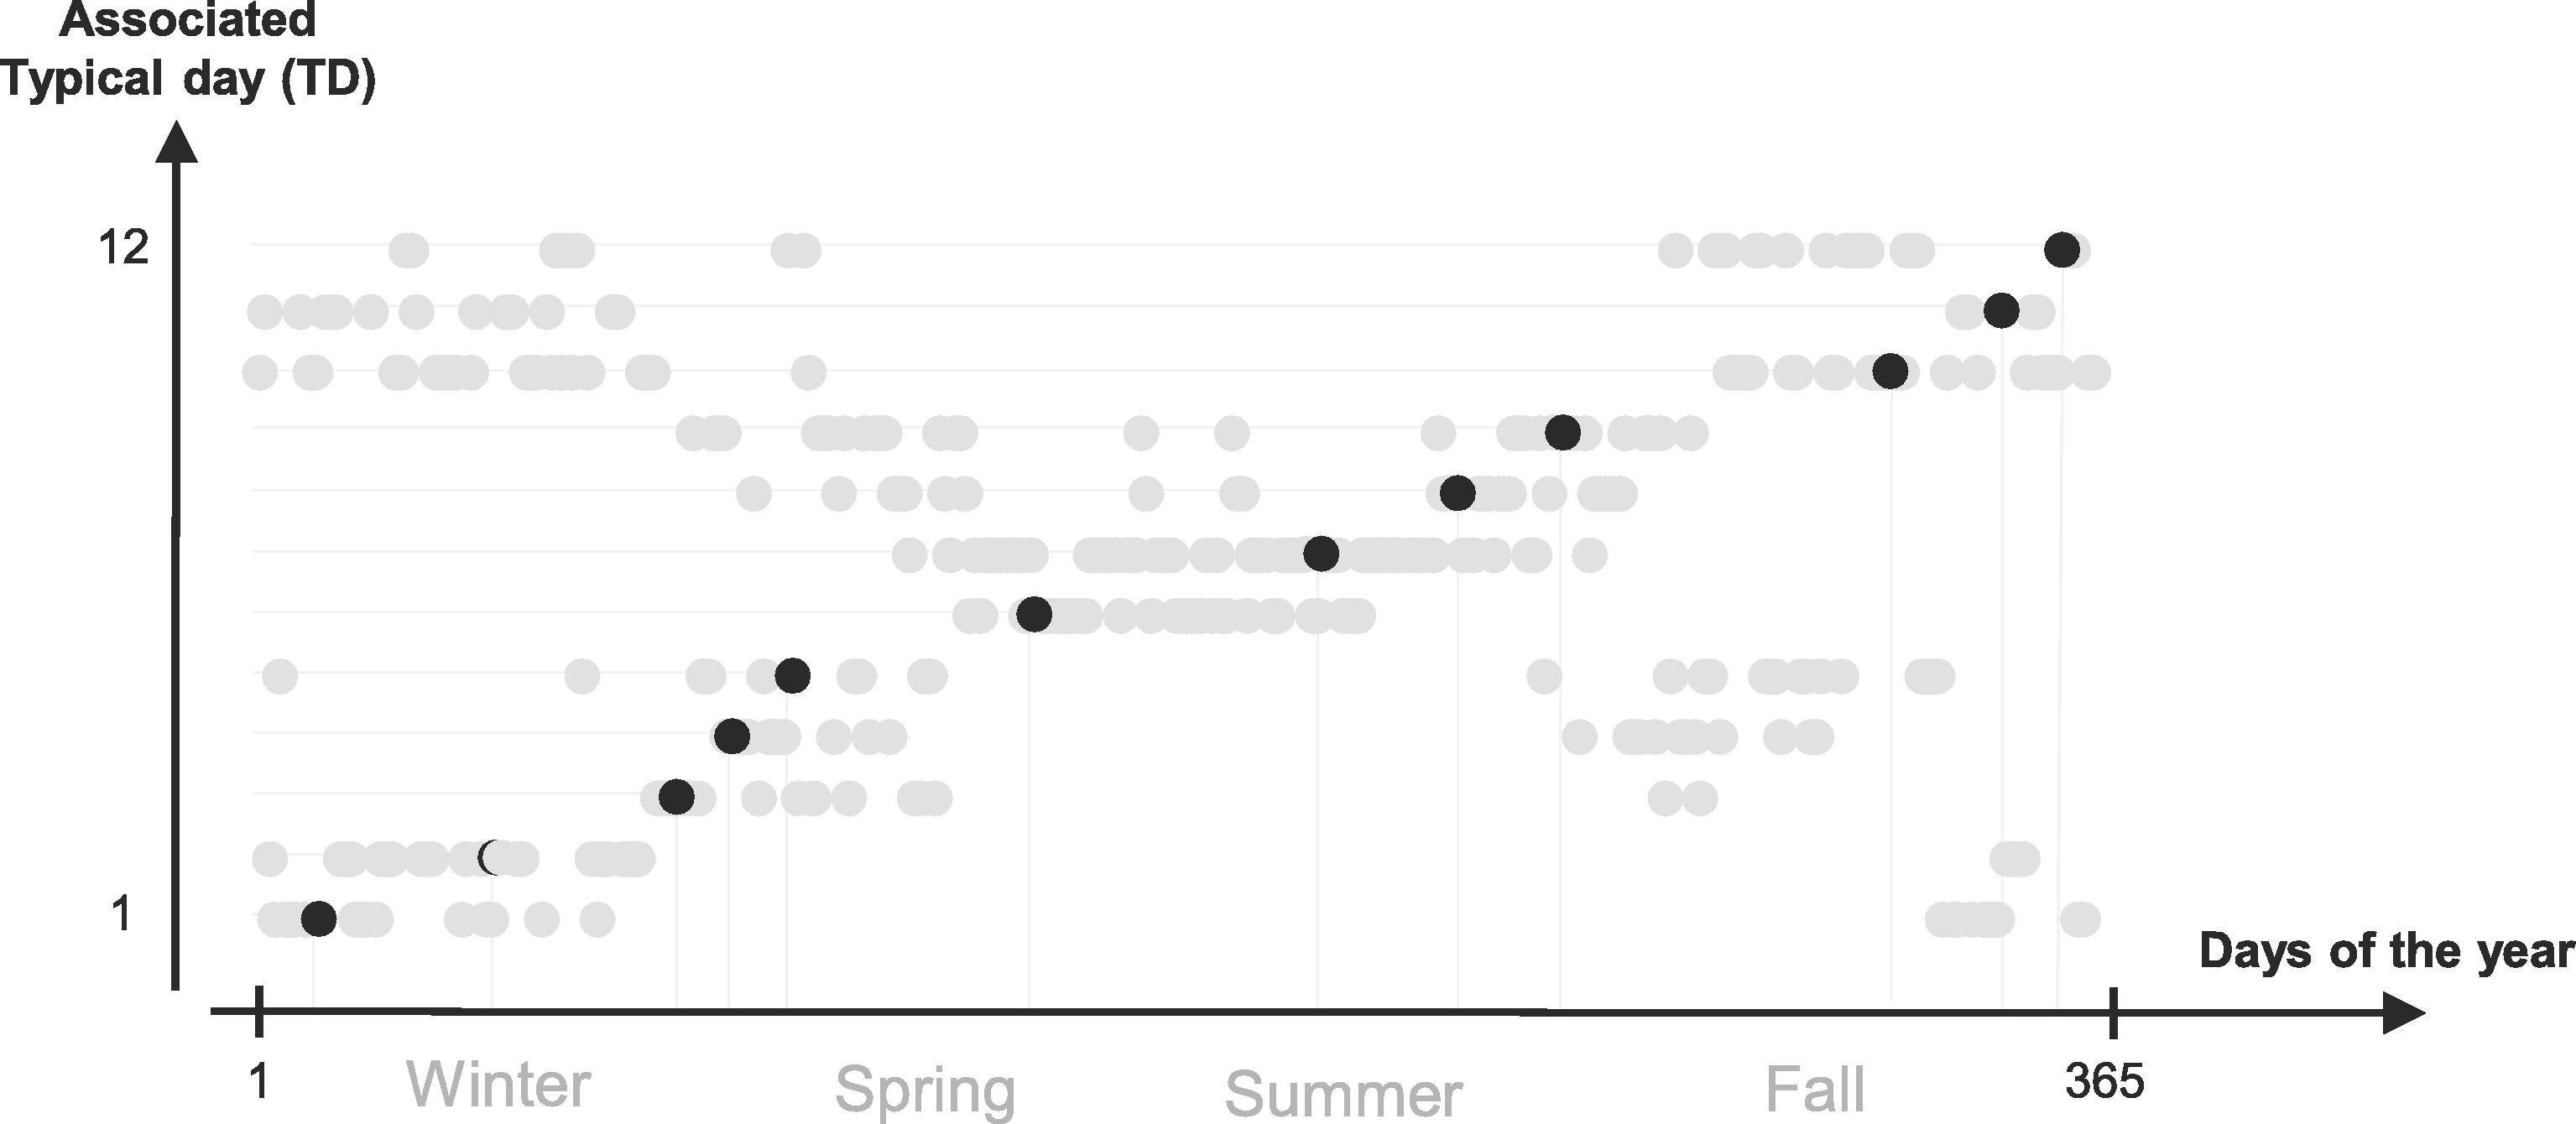 Associated
Typical day (TD)
12
1
Days of the year
1
Winter
Spring
Summer
Fall
365